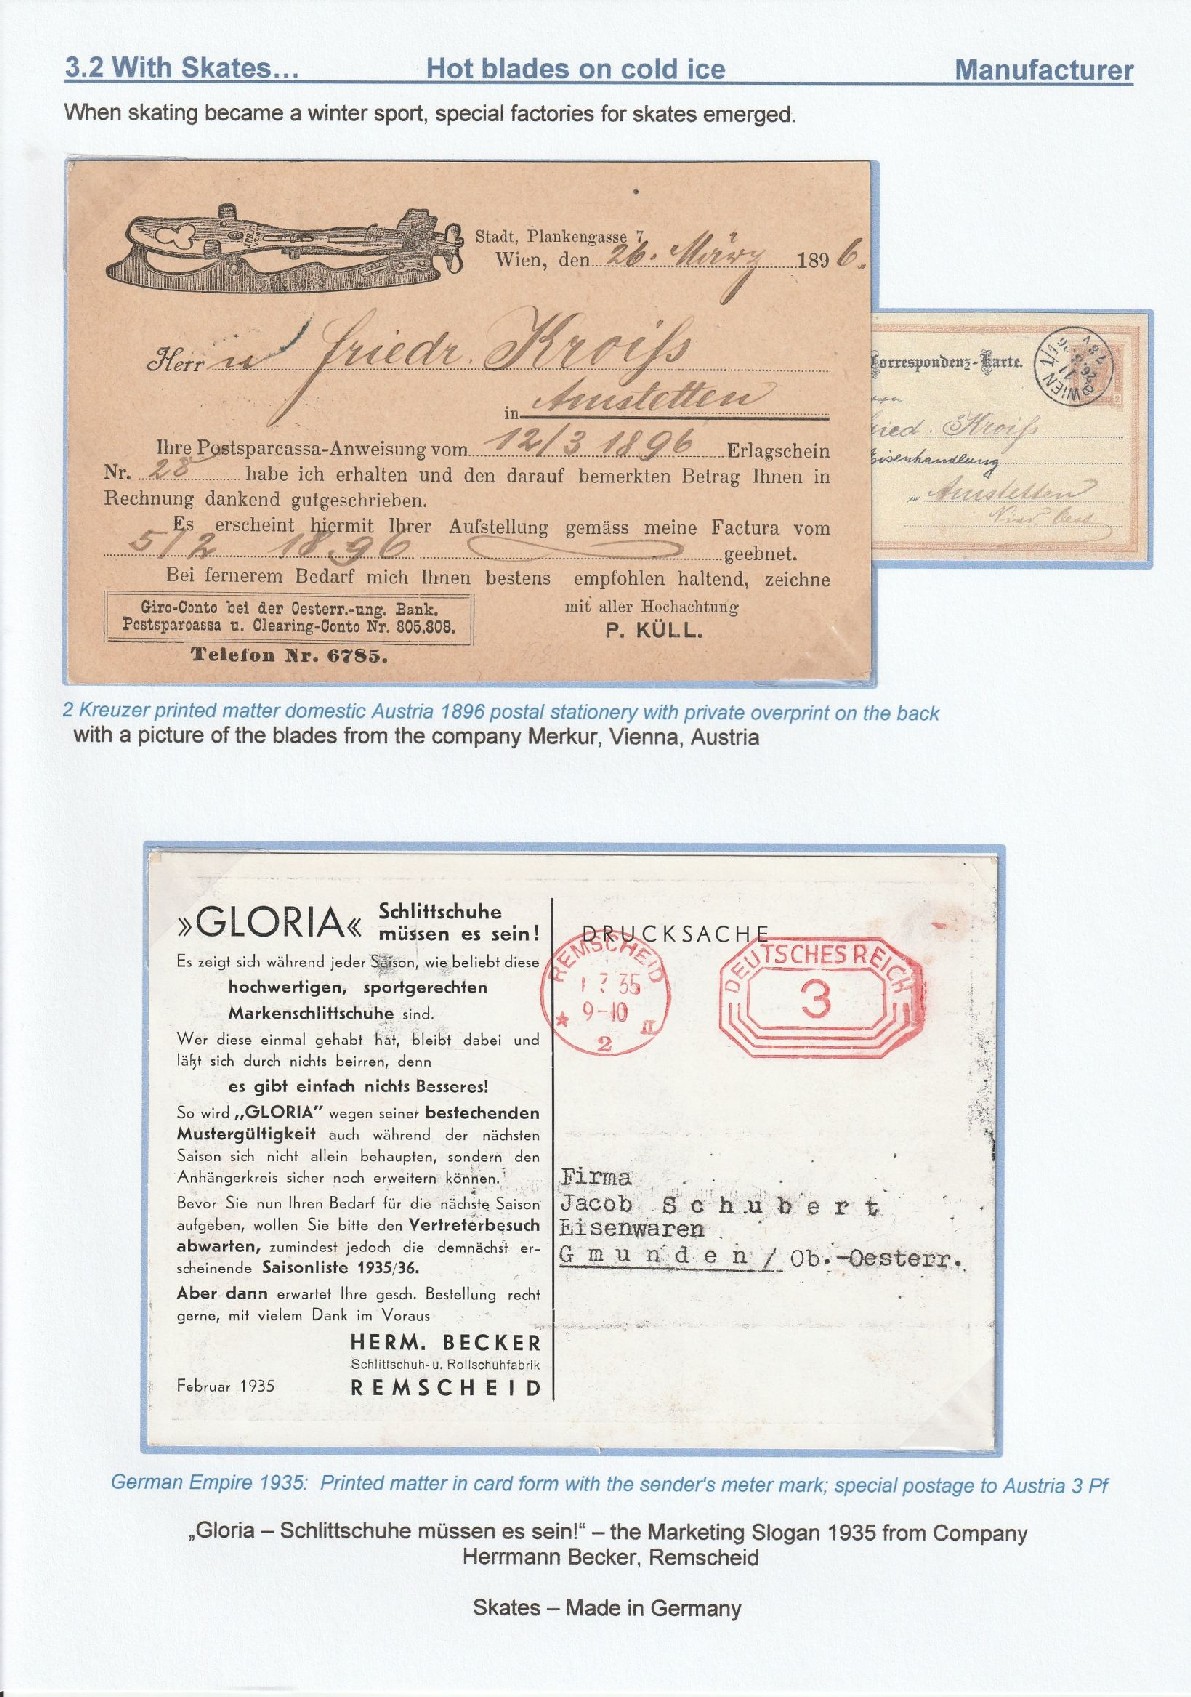 3.2 With Skates... Hot blades on cold ice Manufacturer
When skating became a winter sport, special factories for skates emerged.
Stadt, Plankengasse 7.
Wien, den 26. März 1896.
Herrn Friedr. Kroiſs
in Amstetten
Ihre Postsparcassa-Anweisung vom 12/3 1896 Erlagschein
Nr. 28 habe ich erhalten und den darauf bemerkten Betrag Ihnen in
Rechnung dankend gutgeschrieben.
Es erscheint hiermit Ihrer Aufstellung gemäss meine Factura vom
5/2 1896 geebnet.
Bei fernerem Bedarf mich Ihnen bestens empfohlen haltend, zeichne
mit aller Hochachtung
P. KÜLL.
Giro-Conto bei der Oesterr.-ung. Bank.
Postsparcassa u. Clearing-Conto Nr. 805.808.
Telefon Nr. 6785.
Correspondenz-Karte.
WIEN 1/1
Fried. Kroiſs
Eisenhandlung
Amstetten
2 Kreuzer printed matter domestic Austria 1896 postal stationery with private overprint on the back
with a picture of the blades from the company Merkur, Vienna, Austria
»GLORIA« Schlittschuhe
müssen es sein!
Es zeigt sich während jeder Saison, wie beliebt diese
hochwertigen, sportgerechten
Markenschlittschuhe sind.
Wer diese einmal gehabt hat, bleibt dabei und
läßt sich durch nichts beirren, denn
es gibt einfach nichts Besseres!
So wird „GLORIA" wegen seiner bestechenden
Mustergültigkeit auch während der nächsten
Saison sich nicht allein behaupten, sondern den
Anhängerkreis sicher noch erweitern können.
Bevor Sie nun Ihren Bedarf für die nächste Saison
aufgeben, wollen Sie bitte den Vertreterbesuch
abwarten, zumindest jedoch die demnächst er-
scheinende Saisonliste 1935/36.
Aber dann erwartet Ihre gesch. Bestellung recht
gerne, mit vielem Dank im Voraus
HERM. BECKER
Schlittschuh- u. Rollschuhfabrik
Februar 1935 REMSCHEID
DRUCKSACHE
REMSCHEID
35
9-10
* II
2
DEUTSCHES REICH
3
Firma
Jacob Schubert
Eisenwaren
Gmunden / Ob.-Oesterr.
German Empire 1935: Printed matter in card form with the sender's meter mark; special postage to Austria 3 Pf
„Gloria – Schlittschuhe müssen es sein!“ – the Marketing Slogan 1935 from Company
Herrmann Becker, Remscheid
Skates – Made in Germany